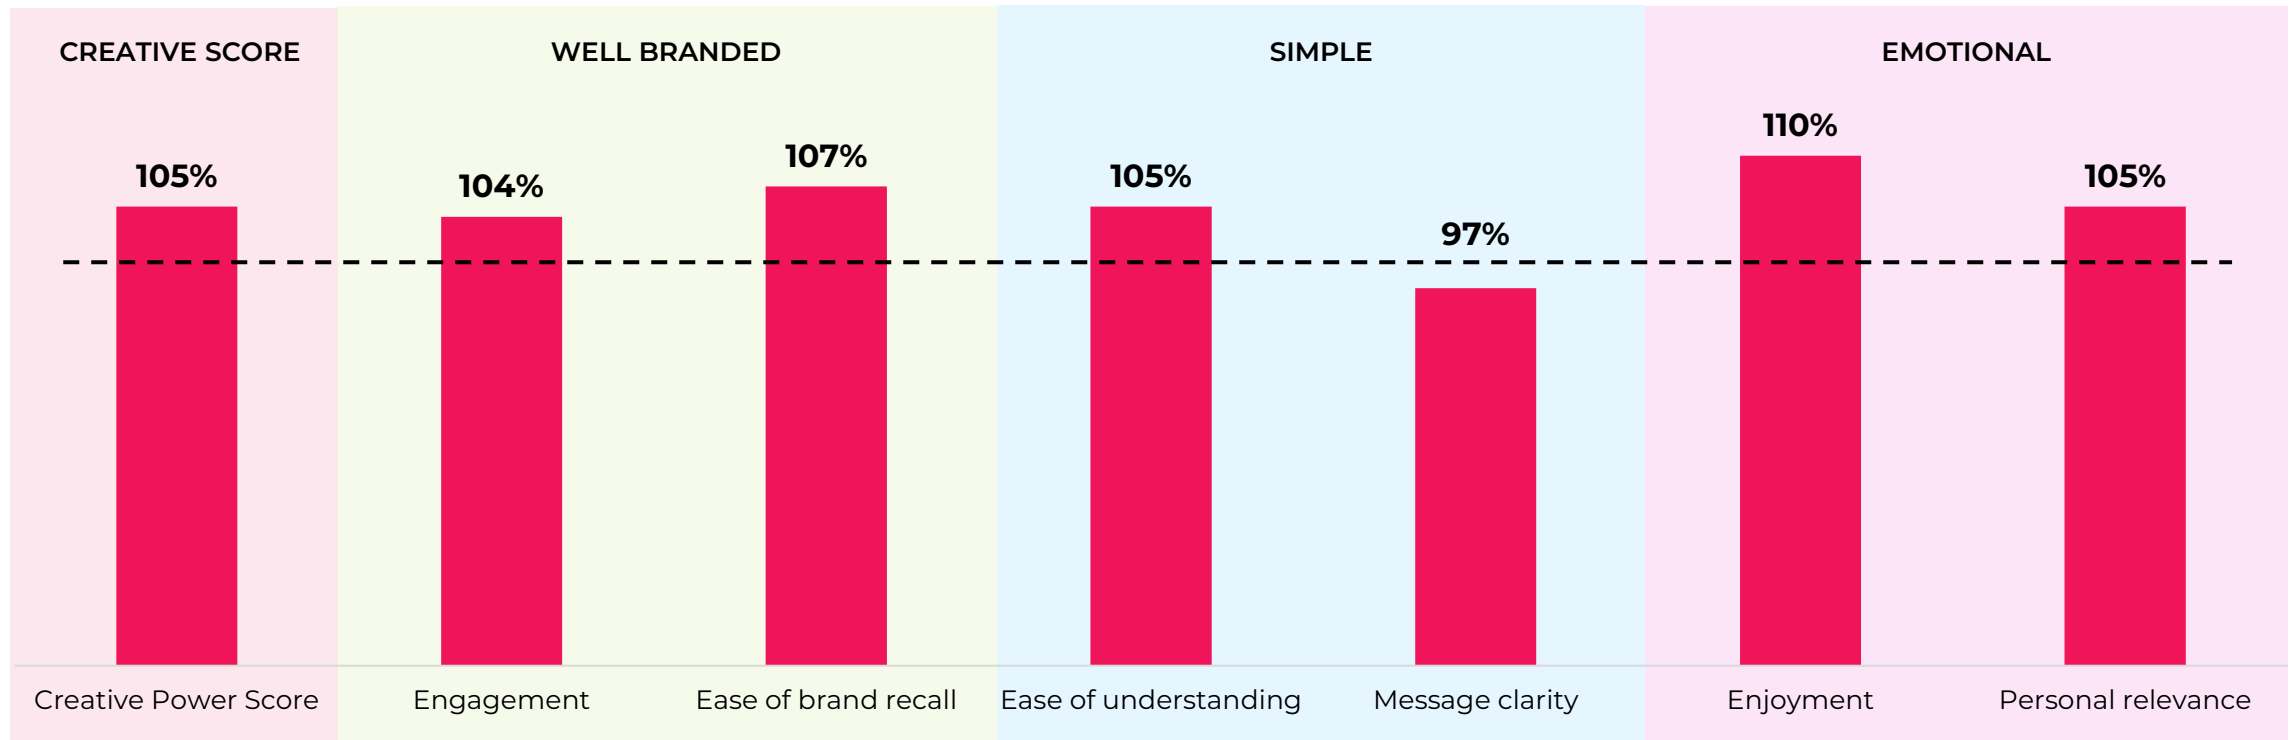 CREATIVE SCORE
WELL BRANDED
SIMPLE
EMOTIONAL
105%
104%
107%
105%
97%
110%
105%
Creative Power Score
Engagement
Ease of brand recall
Ease of understanding
Message clarity
Enjoyment
Personal relevance